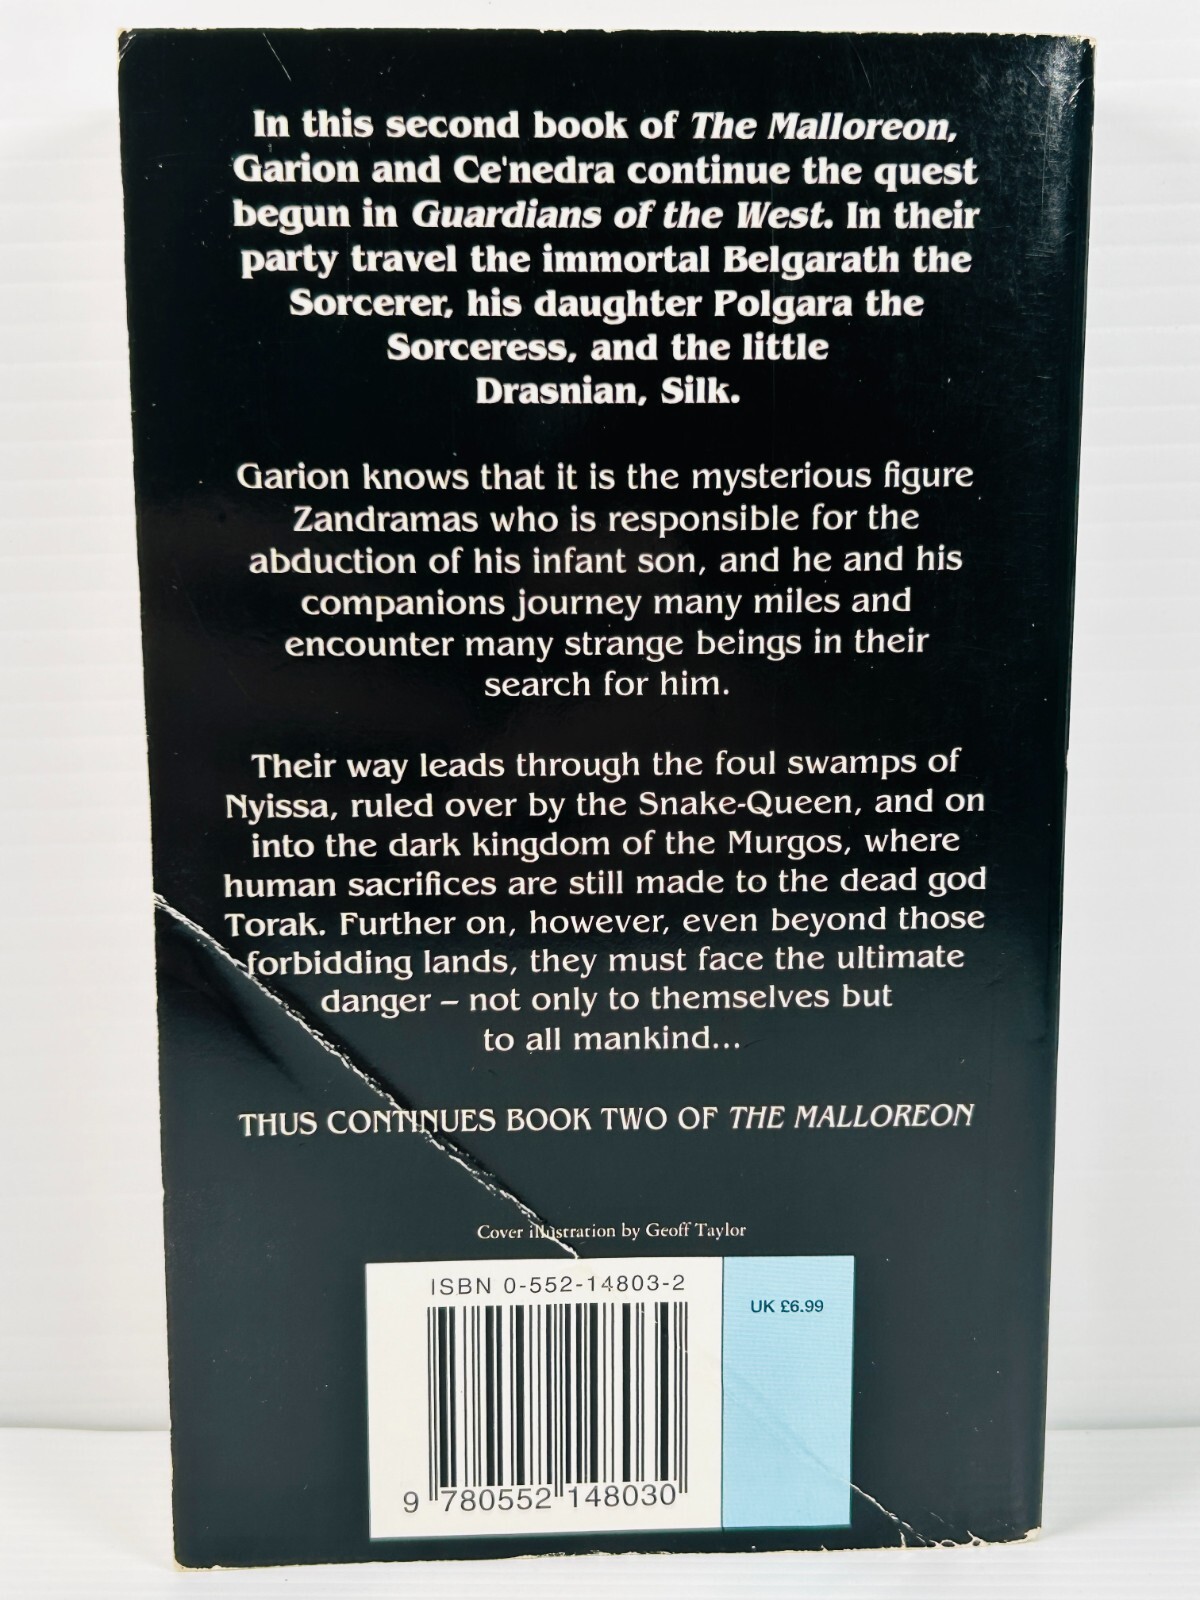 In this second book of The Malloreon,
Garion and Ce'nedra continue the quest
begun in Guardians of the West. In their
party travel the immortal Belgarath the
Sorcerer, his daughter Polgara the
Sorceress, and the little
Drasnian, Silk.
Garion knows that it is the mysterious figure
Zandramas who is responsible for the
abduction of his infant son, and he and his
companions journey many miles and
encounter many strange beings in their
search for him.
Their way leads through the foul swamps of
Nyissa, ruled over by the Snake-Queen, and on
into the dark kingdom of the Murgos, where
human sacrifices are still made to the dead god
Torak. Further on, however, even beyond those
forbidding lands, they must face the ultimate
danger – not only to themselves but
to all mankind...
THUS CONTINUES BOOK TWO OF THE MALLOREON
Cover illustration by Geoff Taylor
ISBN 0-552-14803-2
UK £6.99
9 780552 148030